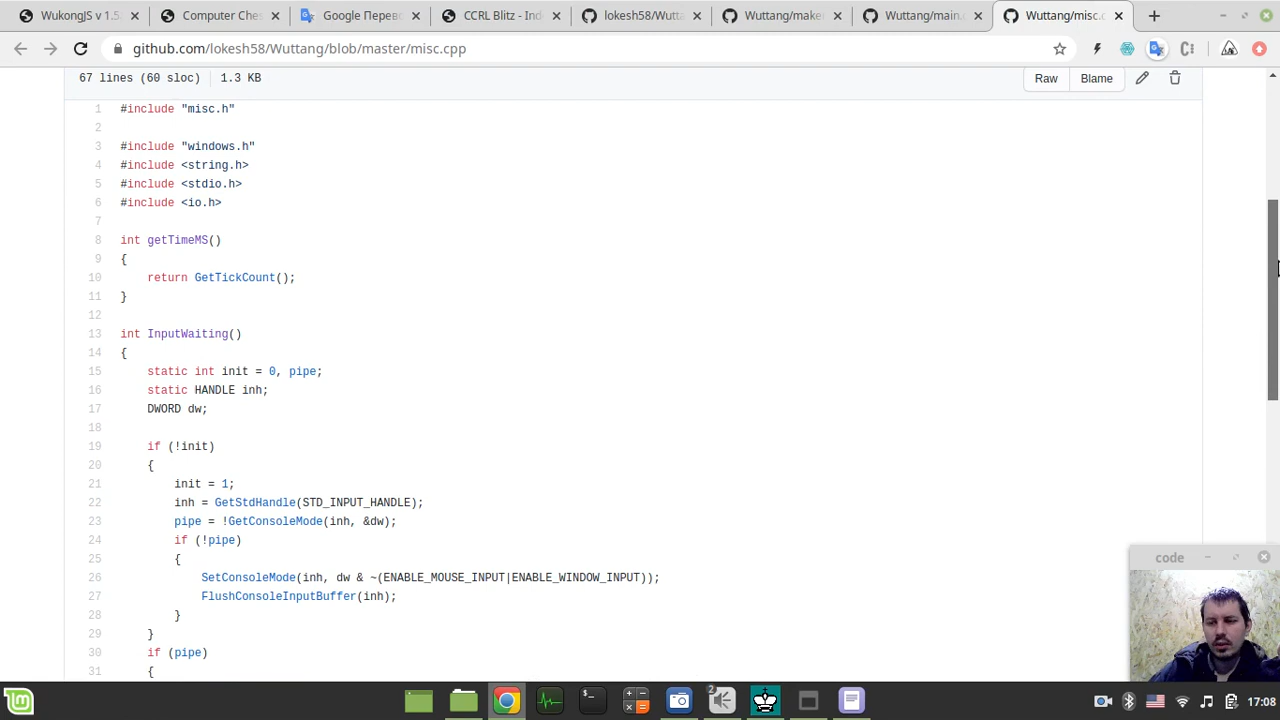 WukongJS v 1.5
Computer Ches
Google Перево
CCRL Blitz - Ind
lokesh58/Wutta
Wuttang/make
Wuttang/main.c
Wuttang/misc.c
github.com/lokesh58/Wuttang/blob/master/misc.cpp
67 lines (60 sloc) 1.3 KB
Raw Blame
1 #include "misc.h"
2
3 #include "windows.h"
4 #include <string.h>
5 #include <stdio.h>
6 #include <io.h>
7
8 int getTimeMS()
9 {
10 return GetTickCount();
11 }
12
13 int InputWaiting()
14 {
15 static int init = 0, pipe;
16 static HANDLE inh;
17 DWORD dw;
18
19 if (!init)
20 {
21 init = 1;
22 inh = GetStdHandle(STD_INPUT_HANDLE);
23 pipe = !GetConsoleMode(inh, &dw);
24 if (!pipe)
25 {
26 SetConsoleMode(inh, dw & ~(ENABLE_MOUSE_INPUT|ENABLE_WINDOW_INPUT));
27 FlushConsoleInputBuffer(inh);
28 }
29 }
30 if (pipe)
31 {
code
2
17:08